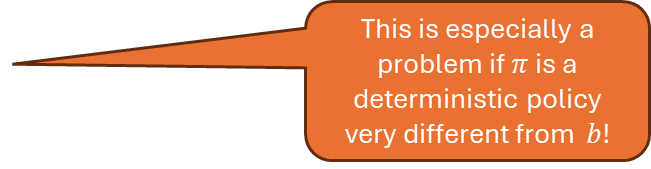 This is especially a
problem if π is a
deterministic policy
very different from b!